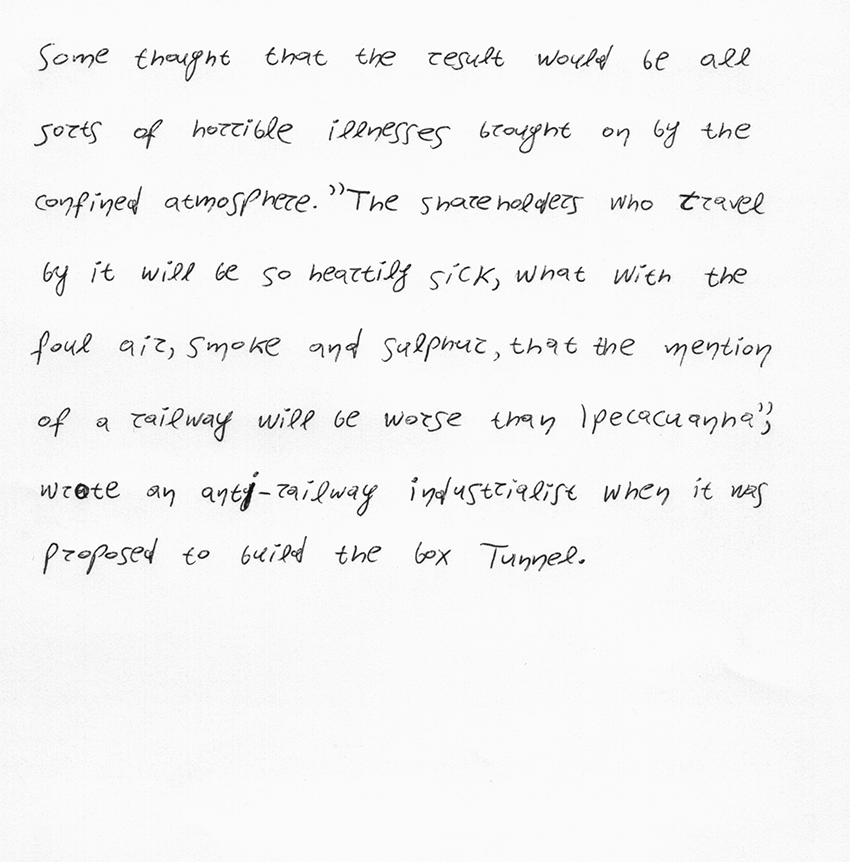 Some thought that the result would be all
sorts of horrible illnesses brought on by the
confined atmosphere. "The shareholders who travel
by it will be so heartily sick, what with the
foul air, smoke and sulphur, that the mention
of a railway will be worse than Ipecacuanha",
wrote an anti-railway industrialist when it was
proposed to build the box Tunnel.